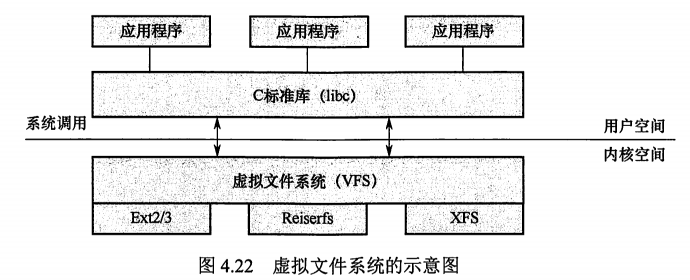 应用程序 应用程序 应用程序
C标准库（libc）
系统调用 用户空间
内核空间
虚拟文件系统（VFS）
Ext2/3 Reiserfs XFS
图 4.22 虚拟文件系统的示意图